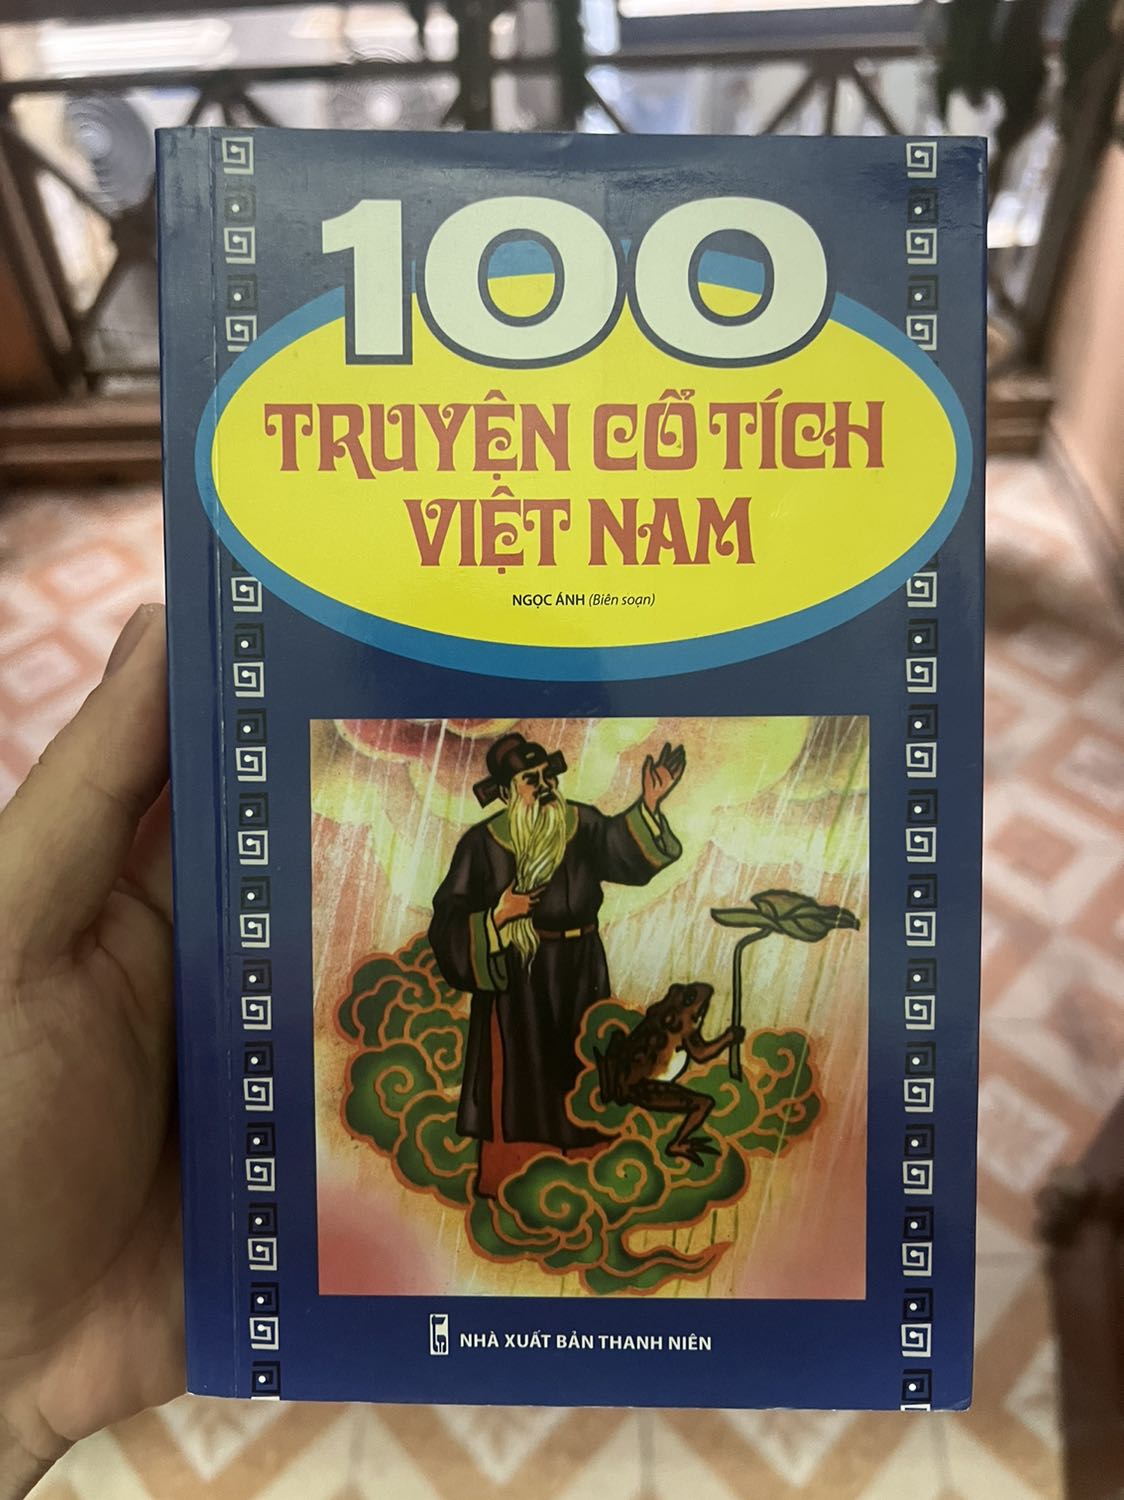 100
TRUYỆN CỔ TÍCH
VIỆT NAM
NGỌC ÁNH (Biên soạn)
NHÀ XUẤT BẢN THANH NIÊN